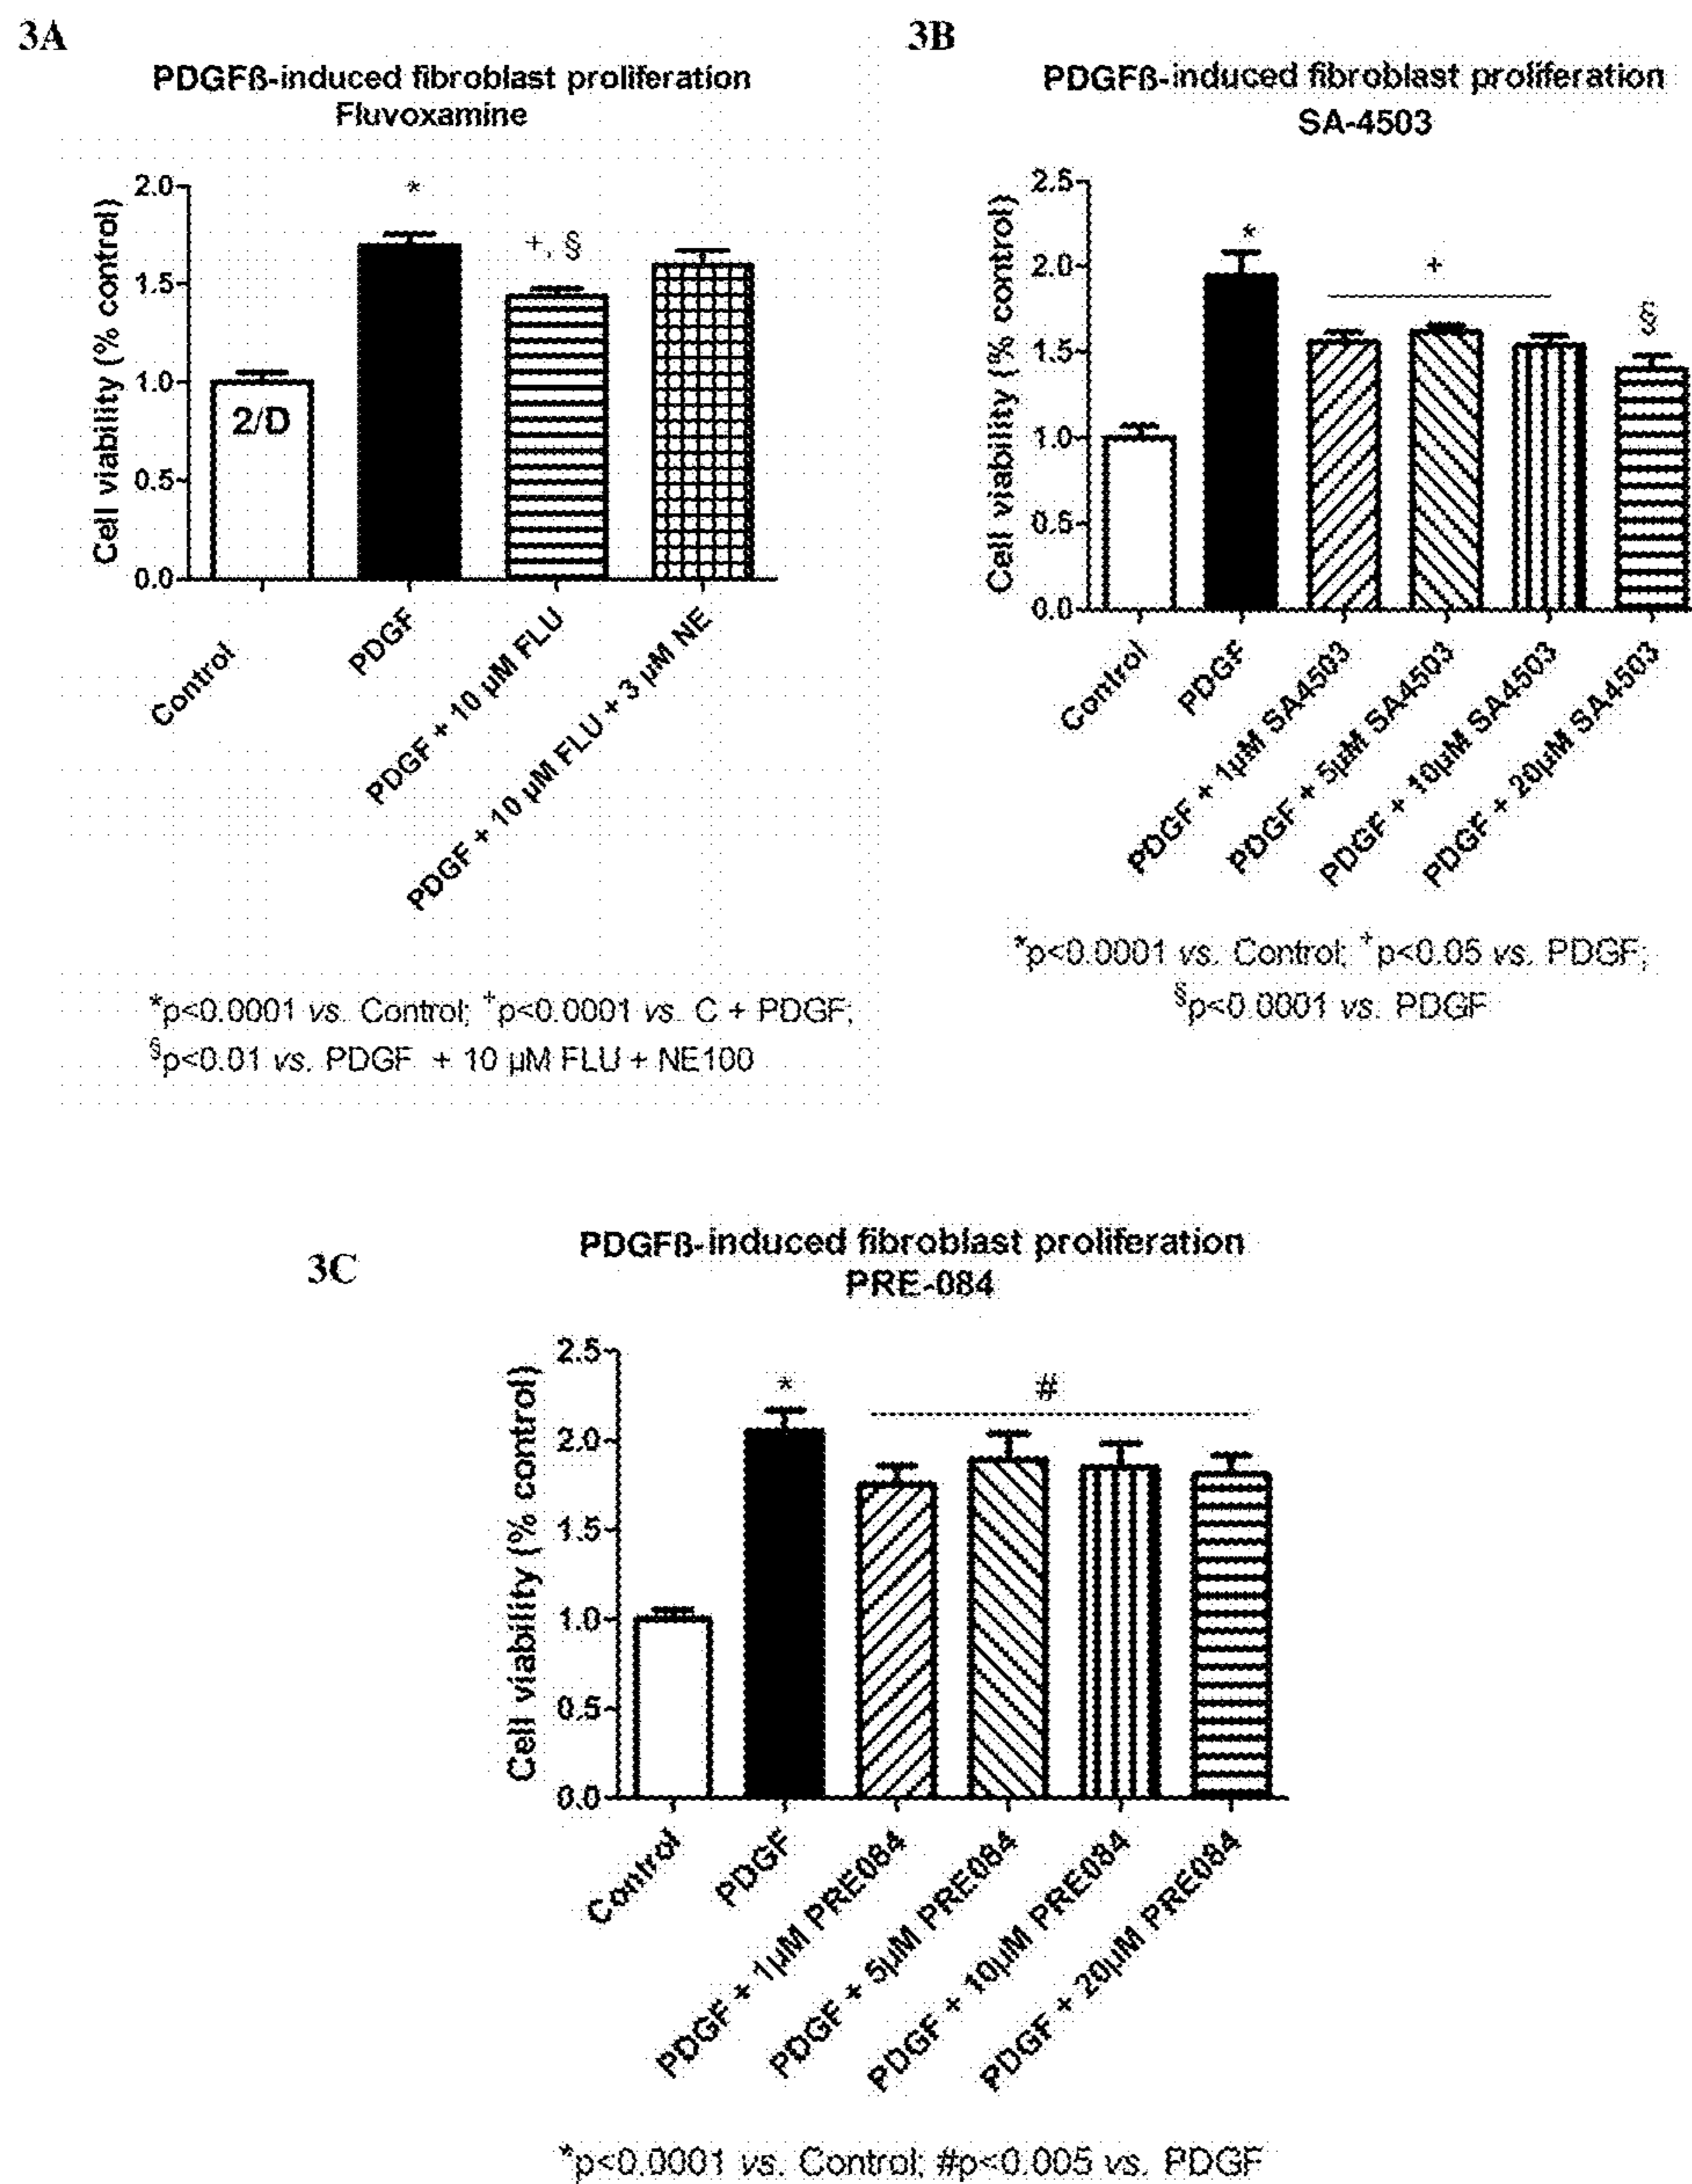 3A
PDGFß-induced fibroblast proliferation
Fluvoxamine
Cell viability (% control)
2.0
1.5
1.0
0.5
0.0
*
+, §
2/D
Control
PDGF
PDGF + 10 µM FLU
PDGF + 10 µM FLU + 3 µM NE
*p<0.0001 vs. Control; +p<0.0001 vs. C + PDGF;
§p<0.01 vs. PDGF + 10 µM FLU + NE100
3B
PDGFß-induced fibroblast proliferation
SA-4503
Cell viability (% control)
2.5
2.0
1.5
1.0
0.5
0.0
*
+
§
Control
PDGF
PDGF + 1µM SA4503
PDGF + 5µM SA4503
PDGF + 10µM SA4503
PDGF + 20µM SA4503
*p<0.0001 vs. Control; +p<0.05 vs. PDGF;
§p<0.0001 vs. PDGF
3C
PDGFß-induced fibroblast proliferation
PRE-084
Cell viability (% control)
2.5
2.0
1.5
1.0
0.5
0.0
*
#
Control
PDGF
PDGF + 1µM PRE084
PDGF + 5µM PRE084
PDGF + 10µM PRE084
PDGF + 20µM PRE084
*p<0.0001 vs. Control; #p<0.005 vs. PDGF